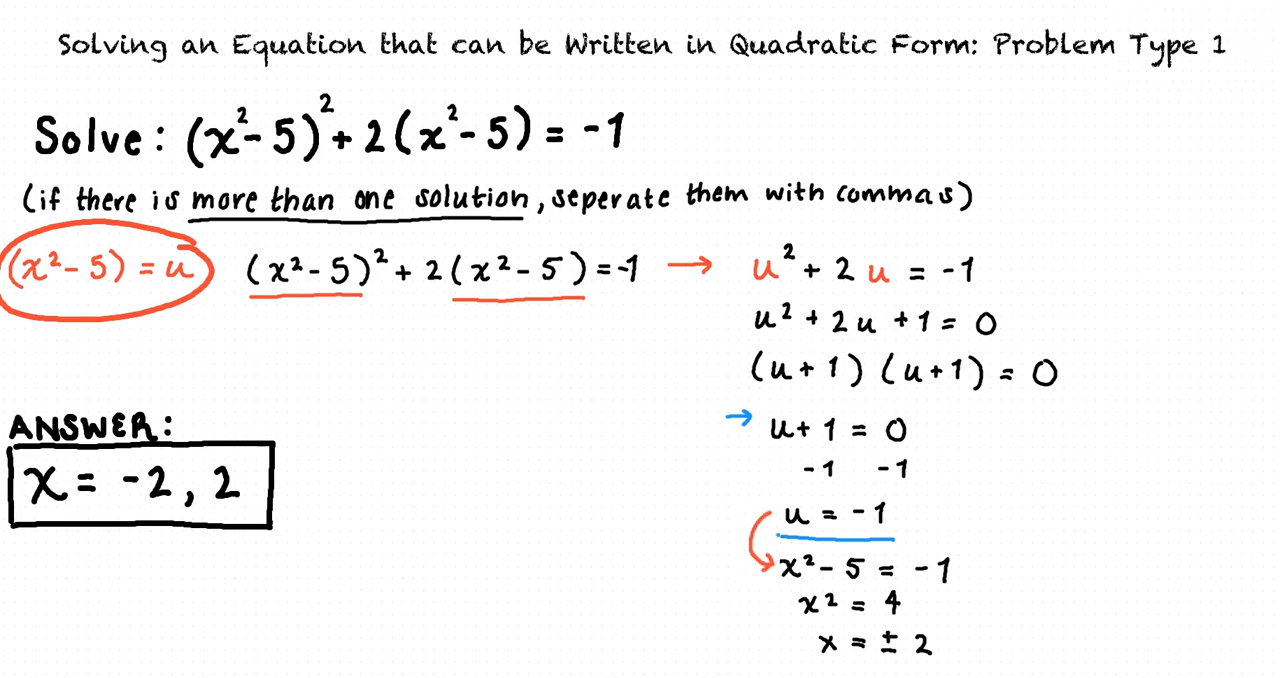 Solving an Equation that can be Written in Quadratic Form: Problem Type 1
Solve: (x²-5)²+2(x²-5)=-1
(if there is more than one solution, seperate them with commas)
(x²-5)=u (x²-5)²+2(x²-5)=-1 → u²+2u=-1
u²+2u+1=0
(u+1)(u+1)=0
→ u+1=0
-1 -1
u=-1
x²-5=-1
x²=4
x=±2
ANSWER:
x=-2,2